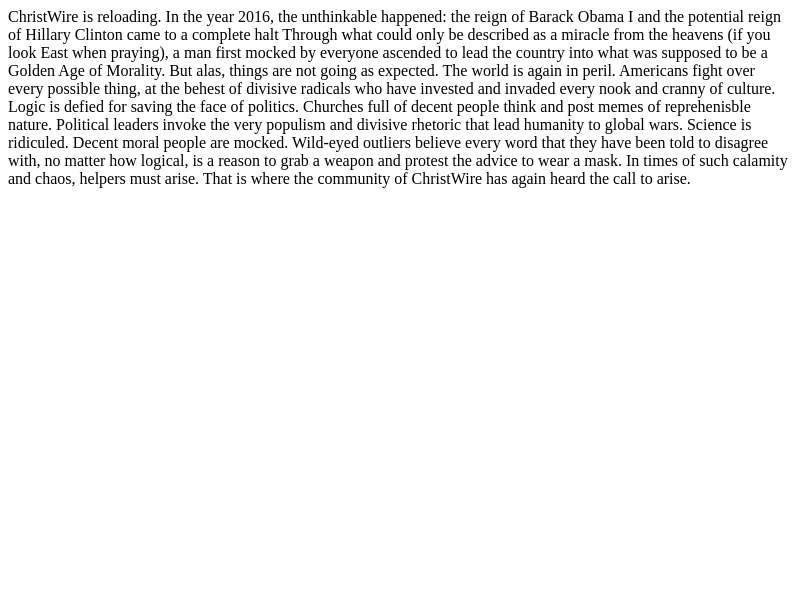 ChristWire is reloading. In the year 2016, the unthinkable happened: the reign of Barack Obama I and the potential reign
of Hillary Clinton came to a complete halt Through what could only be described as a miracle from the heavens (if you
look East when praying), a man first mocked by everyone ascended to lead the country into what was supposed to be a
Golden Age of Morality. But alas, things are not going as expected. The world is again in peril. Americans fight over
every possible thing, at the behest of divisive radicals who have invested and invaded every nook and cranny of culture.
Logic is defied for saving the face of politics. Churches full of decent people think and post memes of reprehenisble
nature. Political leaders invoke the very populism and divisive rhetoric that lead humanity to global wars. Science is
ridiculed. Decent moral people are mocked. Wild-eyed outliers believe every word that they have been told to disagree
with, no matter how logical, is a reason to grab a weapon and protest the advice to wear a mask. In times of such calamity
and chaos, helpers must arise. That is where the community of ChristWire has again heard the call to arise.